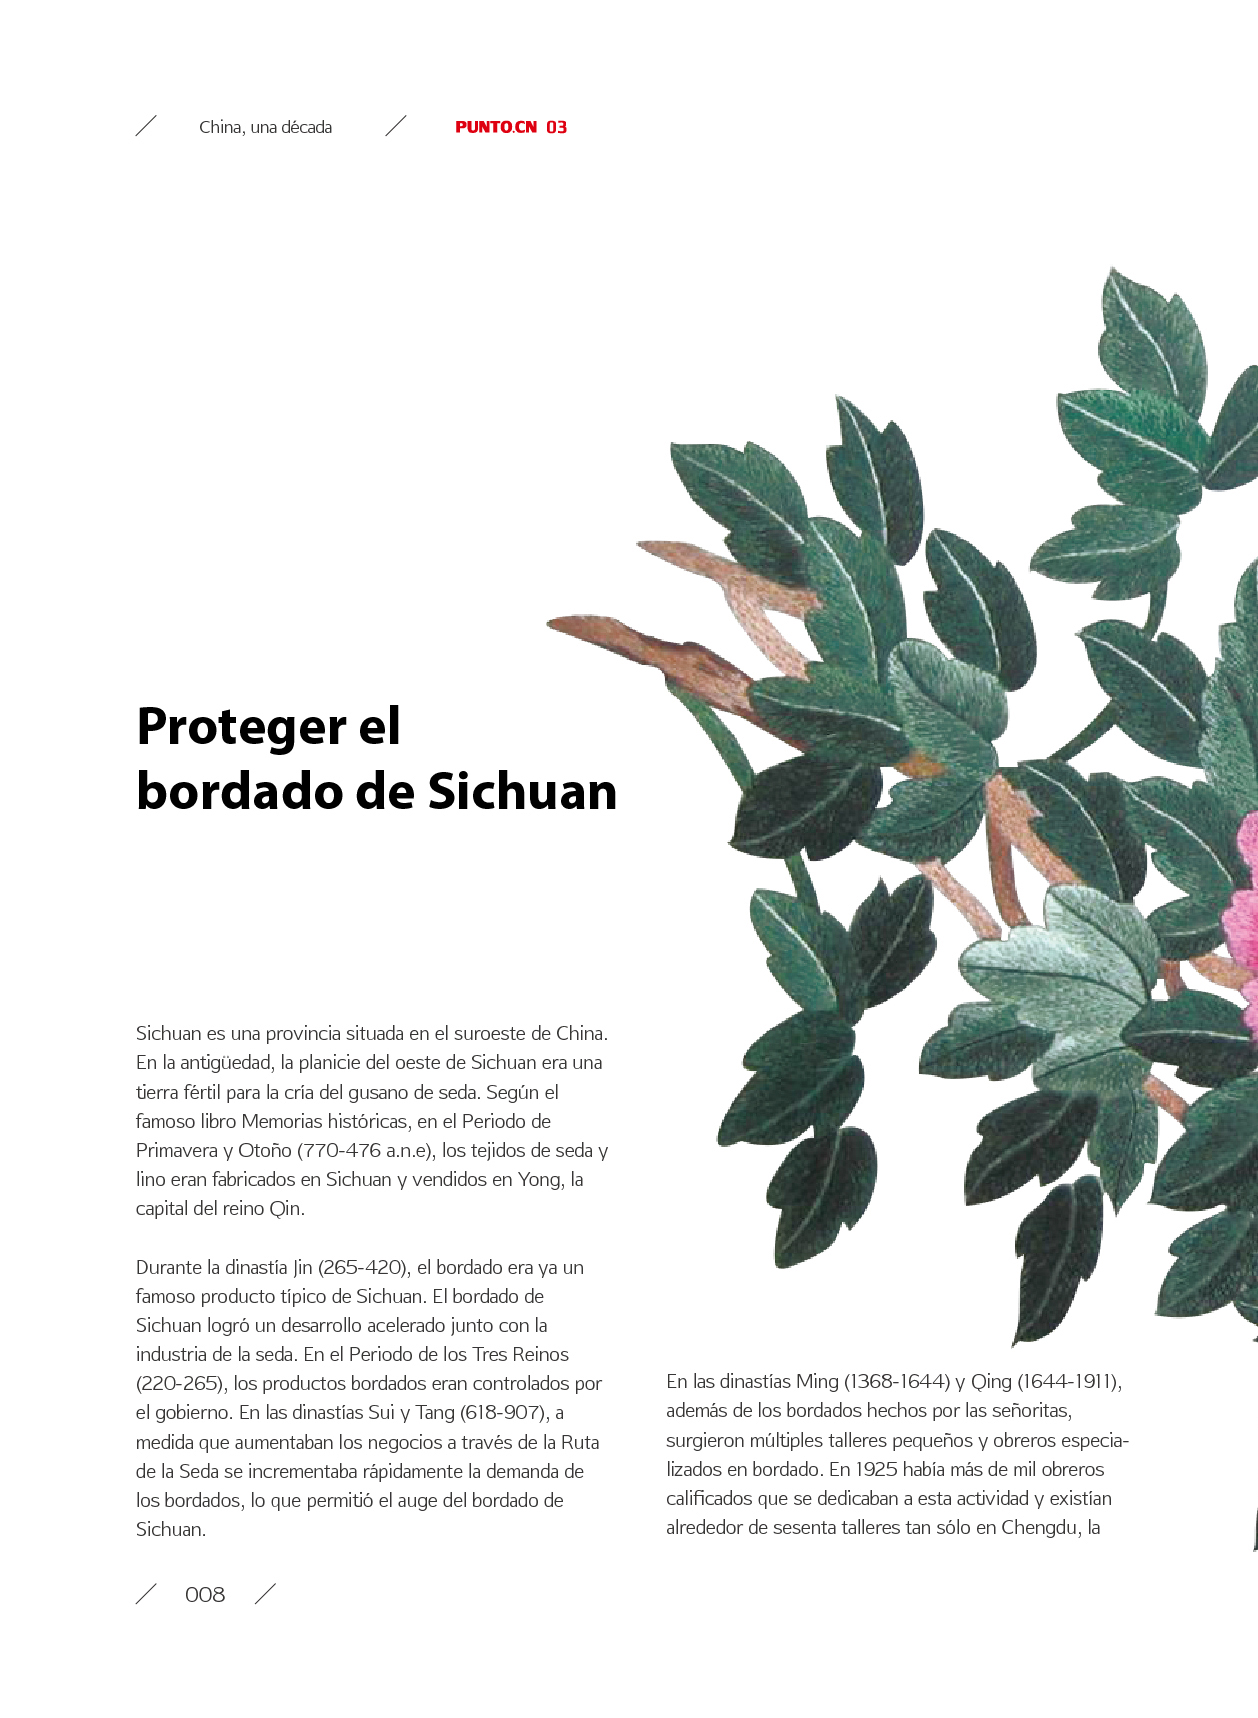 China, una década
PUNTO.CN 03
Proteger el
bordado de Sichuan
Sichuan es una provincia situada en el suroeste de China.
En la antigüedad, la planicie del oeste de Sichuan era una
tierra fértil para la cría del gusano de seda. Según el
famoso libro Memorias históricas, en el Periodo de
Primavera y Otoño (770-476 a.n.e), los tejidos de seda y
lino eran fabricados en Sichuan y vendidos en Yong, la
capital del reino Qin.
Durante la dinastía Jin (265-420), el bordado era ya un
famoso producto típico de Sichuan. El bordado de
Sichuan logró un desarrollo acelerado junto con la
industria de la seda. En el Periodo de los Tres Reinos
(220-265), los productos bordados eran controlados por
el gobierno. En las dinastías Sui y Tang (618-907), a
medida que aumentaban los negocios a través de la Ruta
de la Seda se incrementaba rápidamente la demanda de
los bordados, lo que permitió el auge del bordado de
Sichuan.
En las dinastías Ming (1368-1644) y Qing (1644-1911),
además de los bordados hechos por las señoritas,
surgieron múltiples talleres pequeños y obreros especia-
lizados en bordado. En 1925 había más de mil obreros
calificados que se dedicaban a esta actividad y existían
alrededor de sesenta talleres tan sólo en Chengdu, la
008